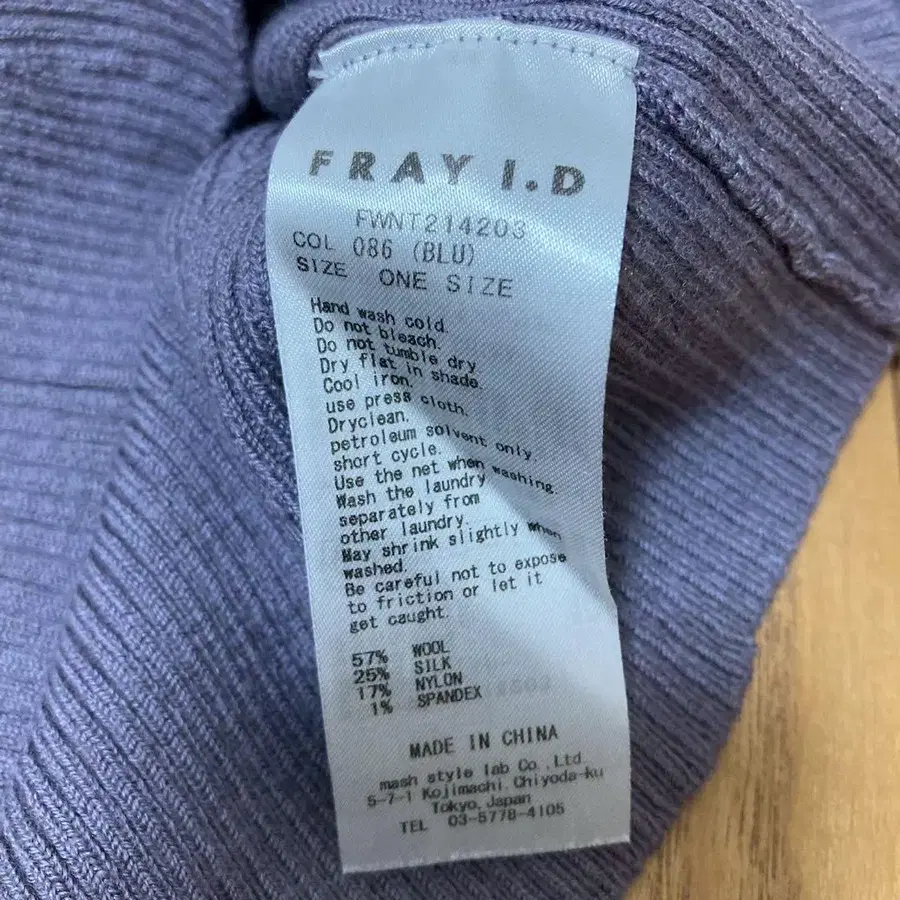 FRAY I.D
FWNT214203
COL 086 (BLU)
SIZE ONE SIZE
Hand wash cold.
Do not bleach.
Do not tumble dry
Dry flat in shade.
Cool iron.
use press cloth.
Dryclean.
petroleum solvent only.
short cycle.
Use the net when washing.
Wash the laundry
separately from
other laundry.
May shrink slightly when
washed.
Be careful not to expose
to friction or let it
get caught.
57% WOOL
25% SILK
17% NYLON
1% SPANDEX
MADE IN CHINA
mash style lab Co.,Ltd.
5-7-1 Kojimachi Chiyoda-ku
Tokyo,Japan
TEL 03-5778-4105